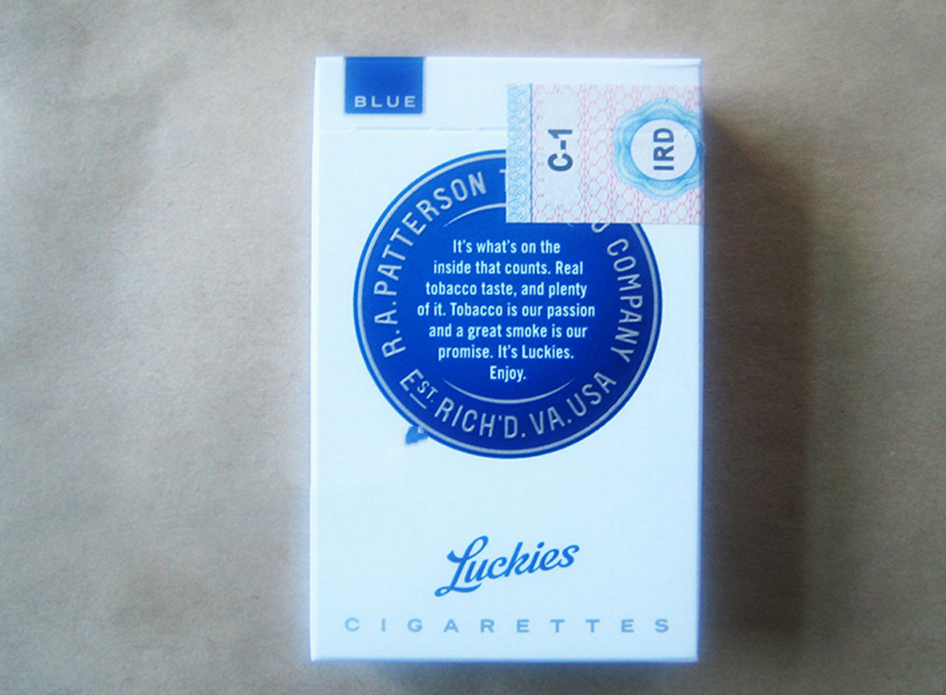 BLUE
C-1
IRD
R.A. PATTERSON
COMPANY
It's what's on the
inside that counts. Real
tobacco taste, and plenty
of it. Tobacco is our passion
and a great smoke is our
promise. It's Luckies.
Enjoy.
EST. RICH'D. VA. USA
Luckies
CIGARETTES